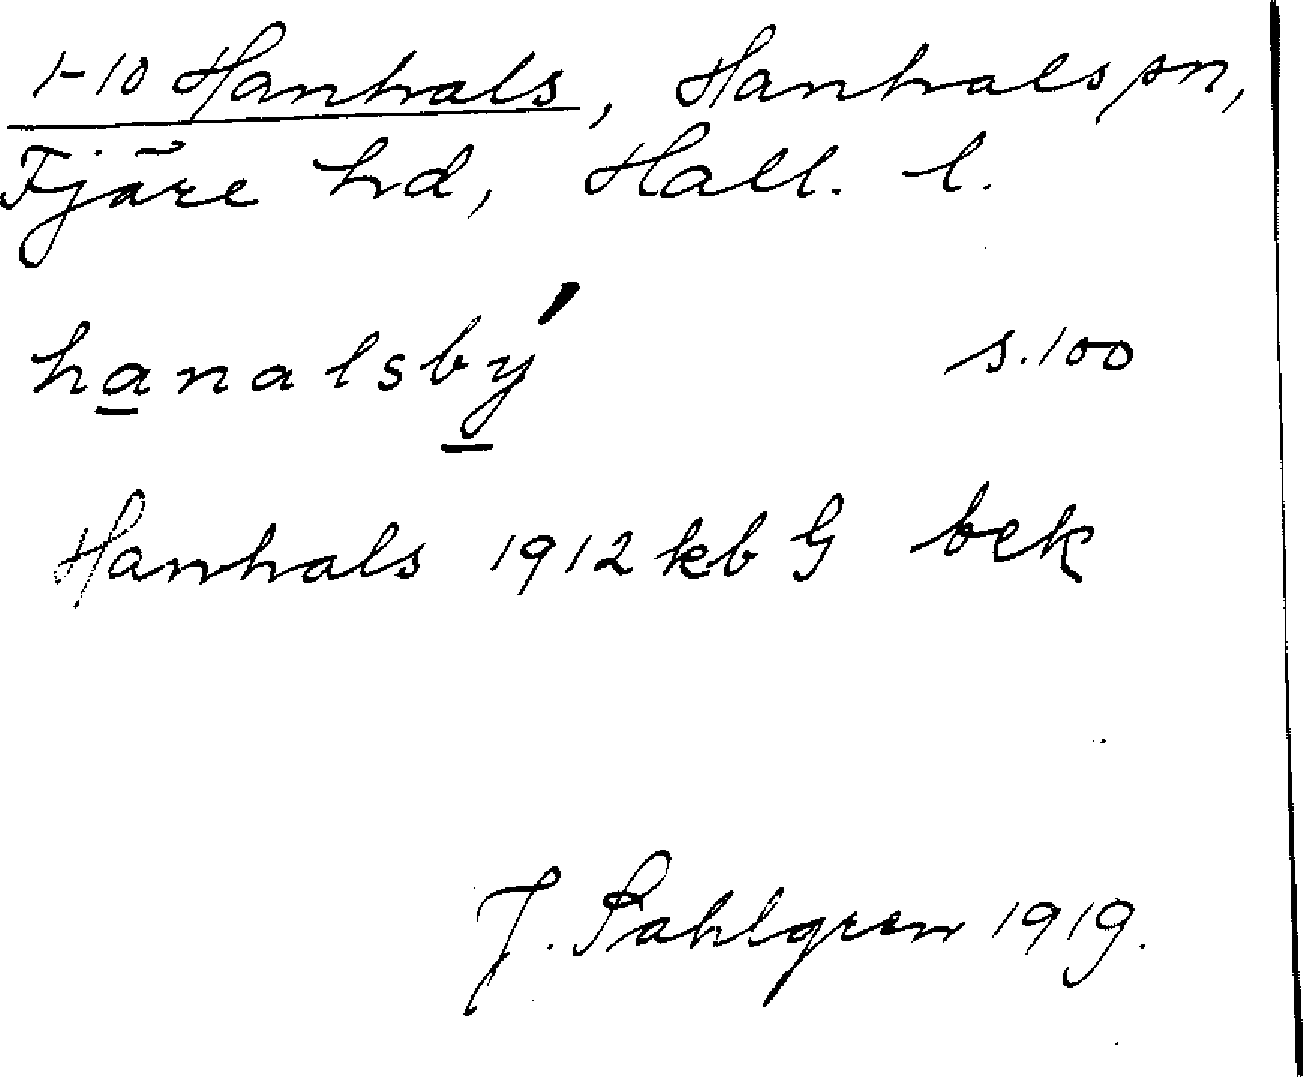 1-10 Hanhals, Hanhals sn,
Fjäre hd, Hall. l.
hanalsbý s.100
Hanhals 1912 kb G bek
J. Sahlgren 1919.